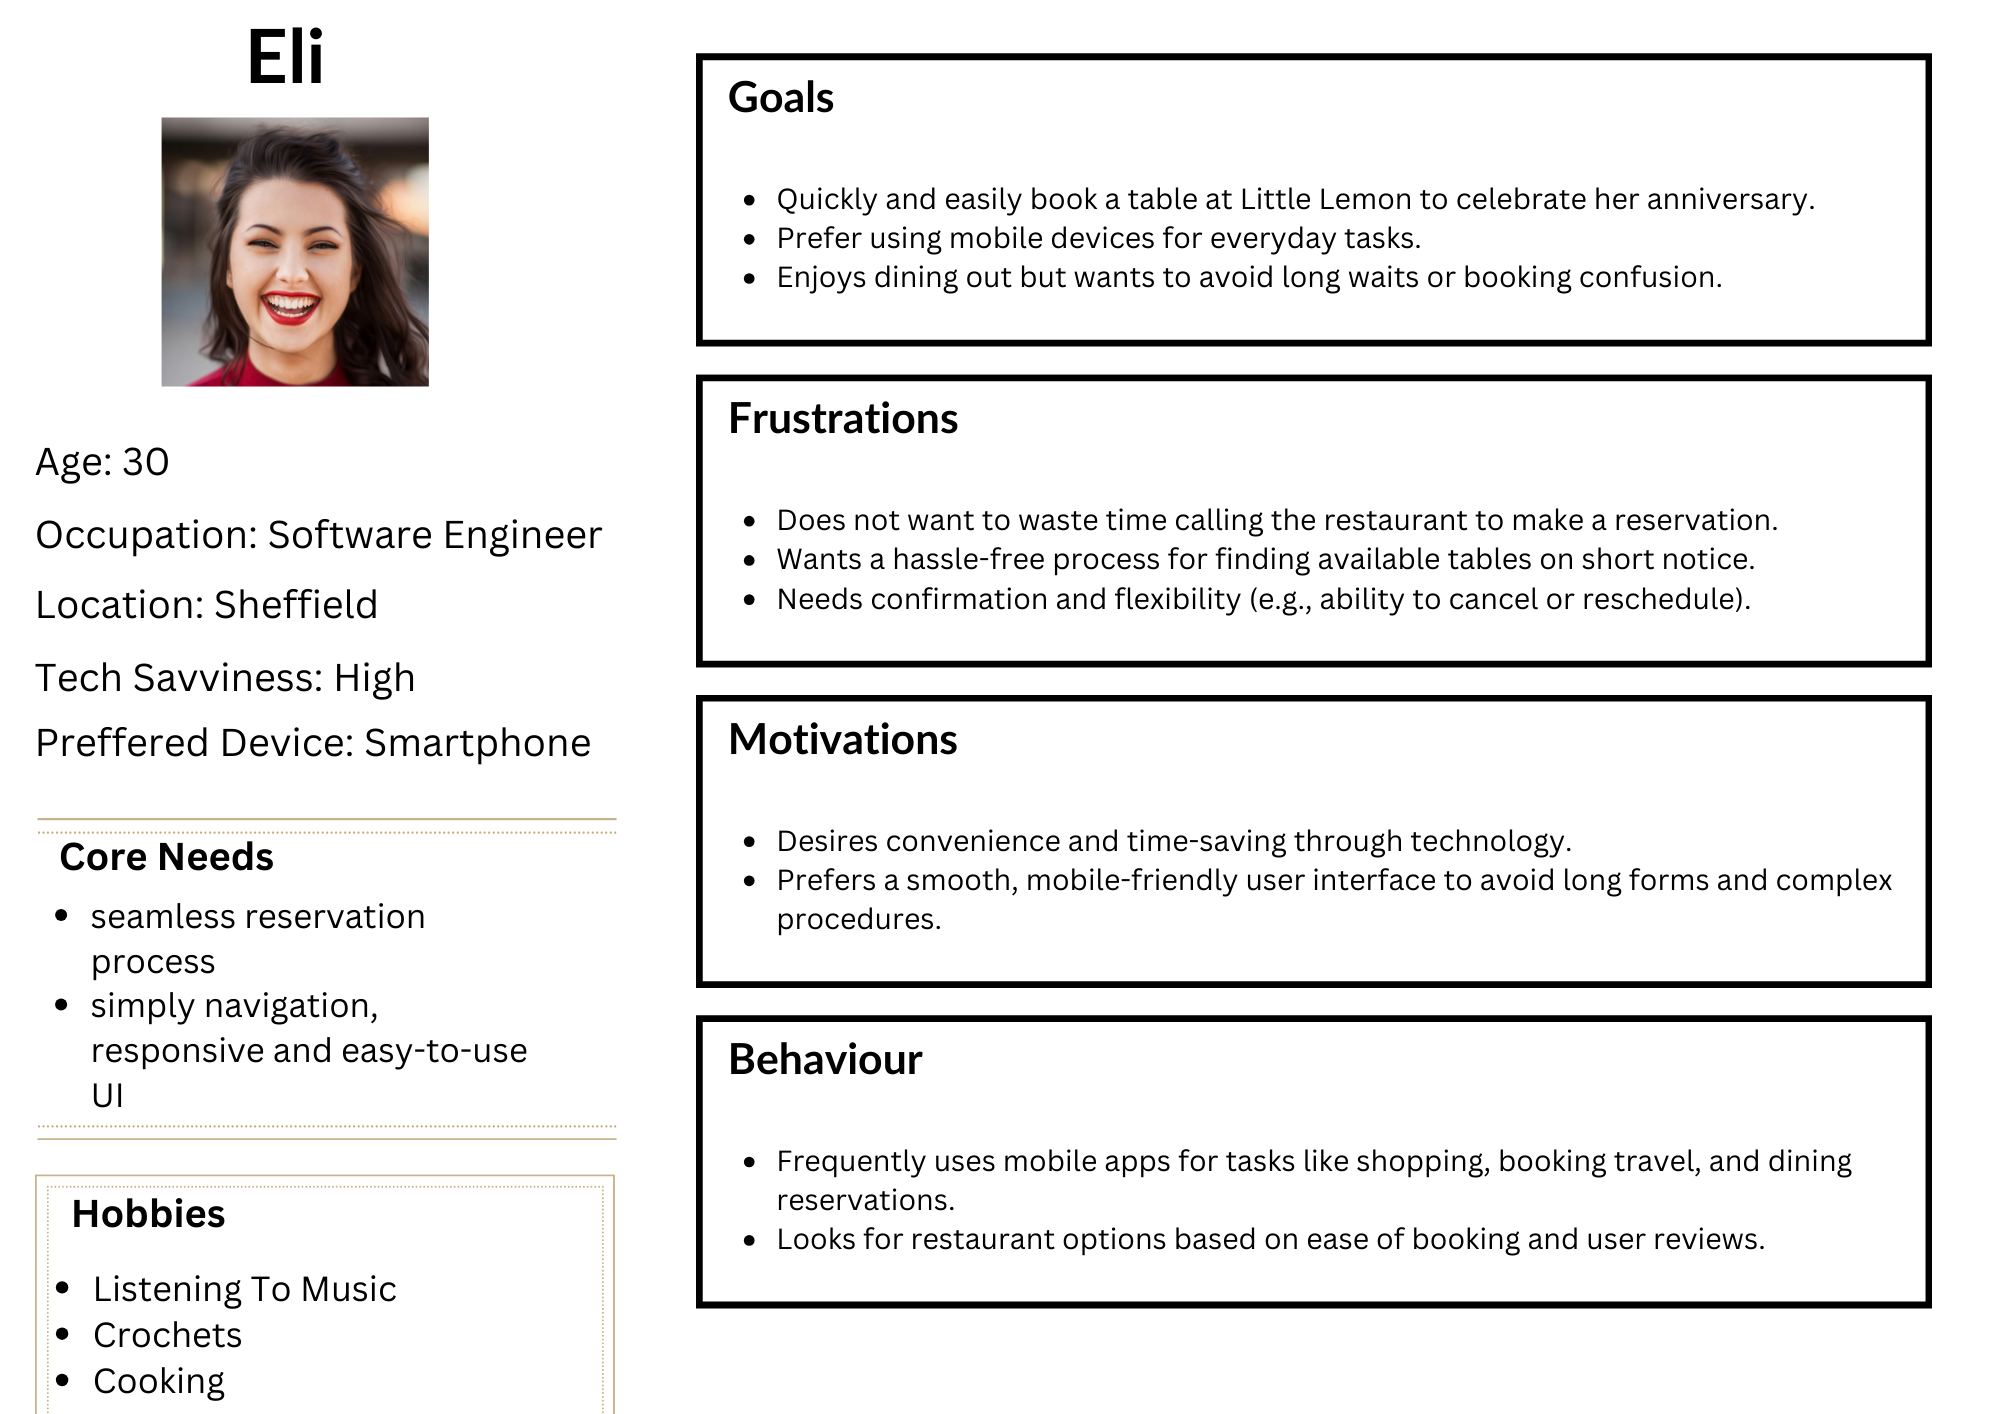 Eli
Age: 30
Occupation: Software Engineer
Location: Sheffield
Tech Savviness: High
Preffered Device: Smartphone
Core Needs
• seamless reservation
process
• simply navigation,
responsive and easy-to-use
UI
Hobbies
• Listening To Music
• Crochets
• Cooking
Goals
• Quickly and easily book a table at Little Lemon to celebrate her anniversary.
• Prefer using mobile devices for everyday tasks.
• Enjoys dining out but wants to avoid long waits or booking confusion.
Frustrations
• Does not want to waste time calling the restaurant to make a reservation.
• Wants a hassle-free process for finding available tables on short notice.
• Needs confirmation and flexibility (e.g., ability to cancel or reschedule).
Motivations
• Desires convenience and time-saving through technology.
• Prefers a smooth, mobile-friendly user interface to avoid long forms and complex
procedures.
Behaviour
• Frequently uses mobile apps for tasks like shopping, booking travel, and dining
reservations.
• Looks for restaurant options based on ease of booking and user reviews.